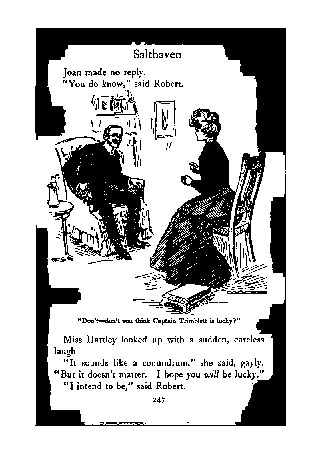 Salthaven
Joan made no reply.
"You do know," said Robert.
"Don't—don't you think Captain Trimblett is lucky?"
Miss Hartley looked up with a sudden, careless
laugh
"It sounds like a conundrum," she said, gayly.
"But it doesn't matter. I hope you will be lucky."
"I intend to be," said Robert.
247